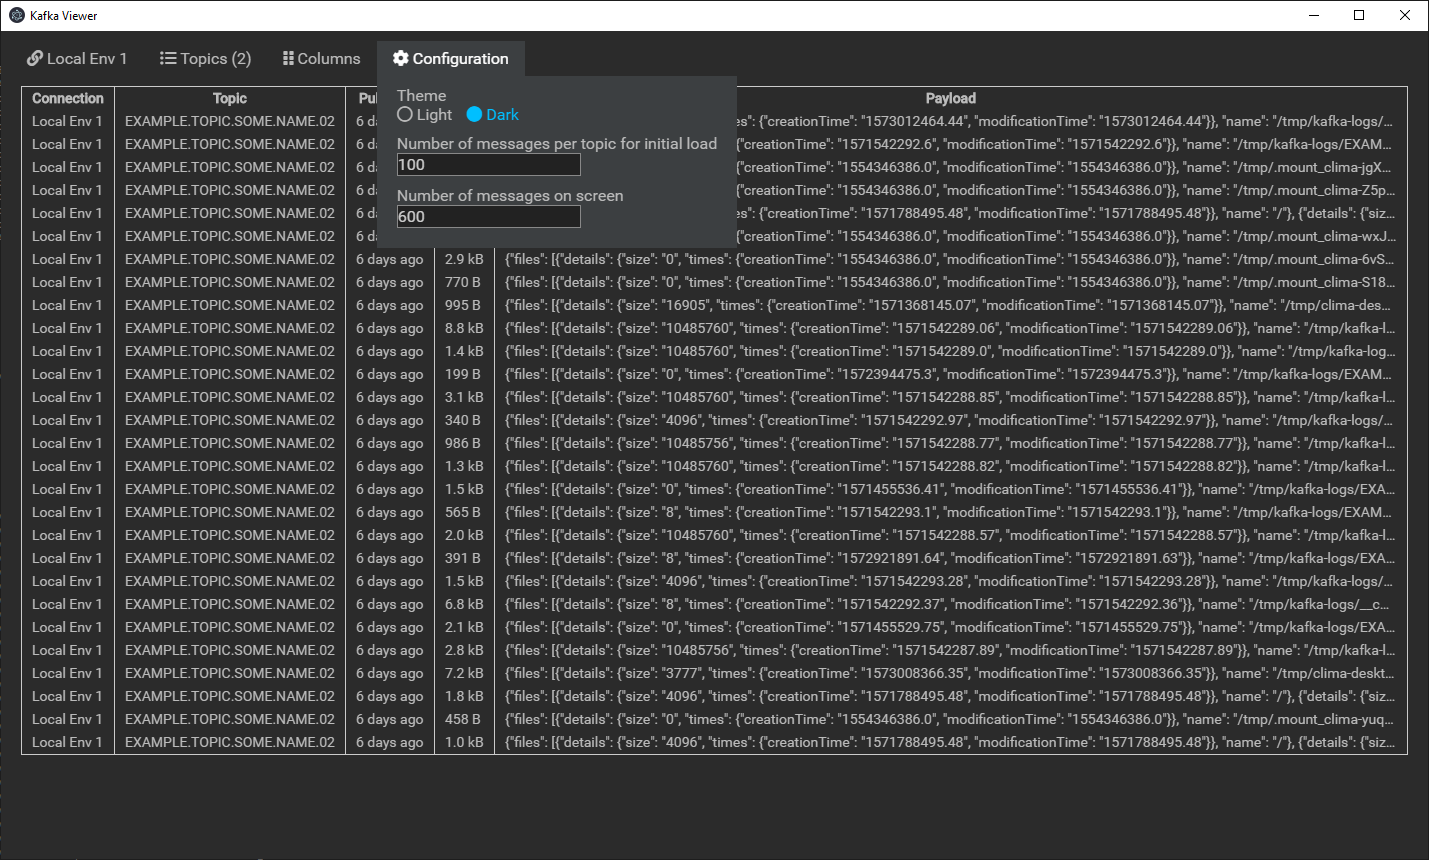 Kafka Viewer
Local Env 1 Topics (2) Columns Configuration
Theme
Light Dark
Number of messages per topic for initial load
100
Number of messages on screen
600
Connection Topic Pu Payload
Local Env 1 EXAMPLE.TOPIC.SOME.NAME.02 6 da es": {"creationTime": "1573012464.44", "modificationTime": "1573012464.44"}}, "name": "/tmp/kafka-logs/…
Local Env 1 EXAMPLE.TOPIC.SOME.NAME.02 6 da {"creationTime": "1571542292.6", "modificationTime": "1571542292.6"}}, "name": "/tmp/kafka-logs/EXAM…
Local Env 1 EXAMPLE.TOPIC.SOME.NAME.02 6 da {"creationTime": "1554346386.0", "modificationTime": "1554346386.0"}}, "name": "/tmp/.mount_clima-jgX…
Local Env 1 EXAMPLE.TOPIC.SOME.NAME.02 6 da {"creationTime": "1554346386.0", "modificationTime": "1554346386.0"}}, "name": "/tmp/.mount_clima-Z5p…
Local Env 1 EXAMPLE.TOPIC.SOME.NAME.02 6 da es": {"creationTime": "1571788495.48", "modificationTime": "1571788495.48"}}, "name": "/"}, {"details": {"siz…
Local Env 1 EXAMPLE.TOPIC.SOME.NAME.02 6 da {"creationTime": "1554346386.0", "modificationTime": "1554346386.0"}}, "name": "/tmp/.mount_clima-wxJ…
Local Env 1 EXAMPLE.TOPIC.SOME.NAME.02 6 days ago 2.9 kB {"files": [{"details": {"size": "0", "times": {"creationTime": "1554346386.0", "modificationTime": "1554346386.0"}}, "name": "/tmp/.mount_clima-6vS…
Local Env 1 EXAMPLE.TOPIC.SOME.NAME.02 6 days ago 770 B {"files": [{"details": {"size": "0", "times": {"creationTime": "1554346386.0", "modificationTime": "1554346386.0"}}, "name": "/tmp/.mount_clima-S18…
Local Env 1 EXAMPLE.TOPIC.SOME.NAME.02 6 days ago 995 B {"files": [{"details": {"size": "16905", "times": {"creationTime": "1571368145.07", "modificationTime": "1571368145.07"}}, "name": "/tmp/clima-des…
Local Env 1 EXAMPLE.TOPIC.SOME.NAME.02 6 days ago 8.8 kB {"files": [{"details": {"size": "10485760", "times": {"creationTime": "1571542289.06", "modificationTime": "1571542289.06"}}, "name": "/tmp/kafka-l…
Local Env 1 EXAMPLE.TOPIC.SOME.NAME.02 6 days ago 1.4 kB {"files": [{"details": {"size": "10485760", "times": {"creationTime": "1571542289.0", "modificationTime": "1571542289.0"}}, "name": "/tmp/kafka-log…
Local Env 1 EXAMPLE.TOPIC.SOME.NAME.02 6 days ago 199 B {"files": [{"details": {"size": "0", "times": {"creationTime": "1572394475.3", "modificationTime": "1572394475.3"}}, "name": "/tmp/kafka-logs/EXAM…
Local Env 1 EXAMPLE.TOPIC.SOME.NAME.02 6 days ago 3.1 kB {"files": [{"details": {"size": "10485760", "times": {"creationTime": "1571542288.85", "modificationTime": "1571542288.85"}}, "name": "/tmp/kafka-l…
Local Env 1 EXAMPLE.TOPIC.SOME.NAME.02 6 days ago 340 B {"files": [{"details": {"size": "4096", "times": {"creationTime": "1571542292.97", "modificationTime": "1571542292.97"}}, "name": "/tmp/kafka-logs/…
Local Env 1 EXAMPLE.TOPIC.SOME.NAME.02 6 days ago 986 B {"files": [{"details": {"size": "10485756", "times": {"creationTime": "1571542288.77", "modificationTime": "1571542288.77"}}, "name": "/tmp/kafka-l…
Local Env 1 EXAMPLE.TOPIC.SOME.NAME.02 6 days ago 1.3 kB {"files": [{"details": {"size": "10485760", "times": {"creationTime": "1571542288.82", "modificationTime": "1571542288.82"}}, "name": "/tmp/kafka-l…
Local Env 1 EXAMPLE.TOPIC.SOME.NAME.02 6 days ago 1.5 kB {"files": [{"details": {"size": "0", "times": {"creationTime": "1571455536.41", "modificationTime": "1571455536.41"}}, "name": "/tmp/kafka-logs/EXA…
Local Env 1 EXAMPLE.TOPIC.SOME.NAME.02 6 days ago 565 B {"files": [{"details": {"size": "8", "times": {"creationTime": "1571542293.1", "modificationTime": "1571542293.1"}}, "name": "/tmp/kafka-logs/EXAM…
Local Env 1 EXAMPLE.TOPIC.SOME.NAME.02 6 days ago 2.0 kB {"files": [{"details": {"size": "10485760", "times": {"creationTime": "1571542288.57", "modificationTime": "1571542288.57"}}, "name": "/tmp/kafka-l…
Local Env 1 EXAMPLE.TOPIC.SOME.NAME.02 6 days ago 391 B {"files": [{"details": {"size": "8", "times": {"creationTime": "1572921891.64", "modificationTime": "1572921891.63"}}, "name": "/tmp/kafka-logs/EXA…
Local Env 1 EXAMPLE.TOPIC.SOME.NAME.02 6 days ago 1.5 kB {"files": [{"details": {"size": "4096", "times": {"creationTime": "1571542293.28", "modificationTime": "1571542293.28"}}, "name": "/tmp/kafka-logs/…
Local Env 1 EXAMPLE.TOPIC.SOME.NAME.02 6 days ago 6.8 kB {"files": [{"details": {"size": "8", "times": {"creationTime": "1571542292.37", "modificationTime": "1571542292.36"}}, "name": "/tmp/kafka-logs/__c…
Local Env 1 EXAMPLE.TOPIC.SOME.NAME.02 6 days ago 2.1 kB {"files": [{"details": {"size": "0", "times": {"creationTime": "1571455529.75", "modificationTime": "1571455529.75"}}, "name": "/tmp/kafka-logs/EXA…
Local Env 1 EXAMPLE.TOPIC.SOME.NAME.02 6 days ago 2.8 kB {"files": [{"details": {"size": "10485756", "times": {"creationTime": "1571542287.89", "modificationTime": "1571542287.89"}}, "name": "/tmp/kafka-l…
Local Env 1 EXAMPLE.TOPIC.SOME.NAME.02 6 days ago 7.2 kB {"files": [{"details": {"size": "3777", "times": {"creationTime": "1573008366.35", "modificationTime": "1573008366.35"}}, "name": "/tmp/clima-deskt…
Local Env 1 EXAMPLE.TOPIC.SOME.NAME.02 6 days ago 1.8 kB {"files": [{"details": {"size": "4096", "times": {"creationTime": "1571788495.48", "modificationTime": "1571788495.48"}}, "name": "/"}, {"details": {"siz…
Local Env 1 EXAMPLE.TOPIC.SOME.NAME.02 6 days ago 458 B {"files": [{"details": {"size": "0", "times": {"creationTime": "1554346386.0", "modificationTime": "1554346386.0"}}, "name": "/tmp/.mount_clima-yuq…
Local Env 1 EXAMPLE.TOPIC.SOME.NAME.02 6 days ago 1.0 kB {"files": [{"details": {"size": "4096", "times": {"creationTime": "1571788495.48", "modificationTime": "1571788495.48"}}, "name": "/"}, {"details": {"siz…